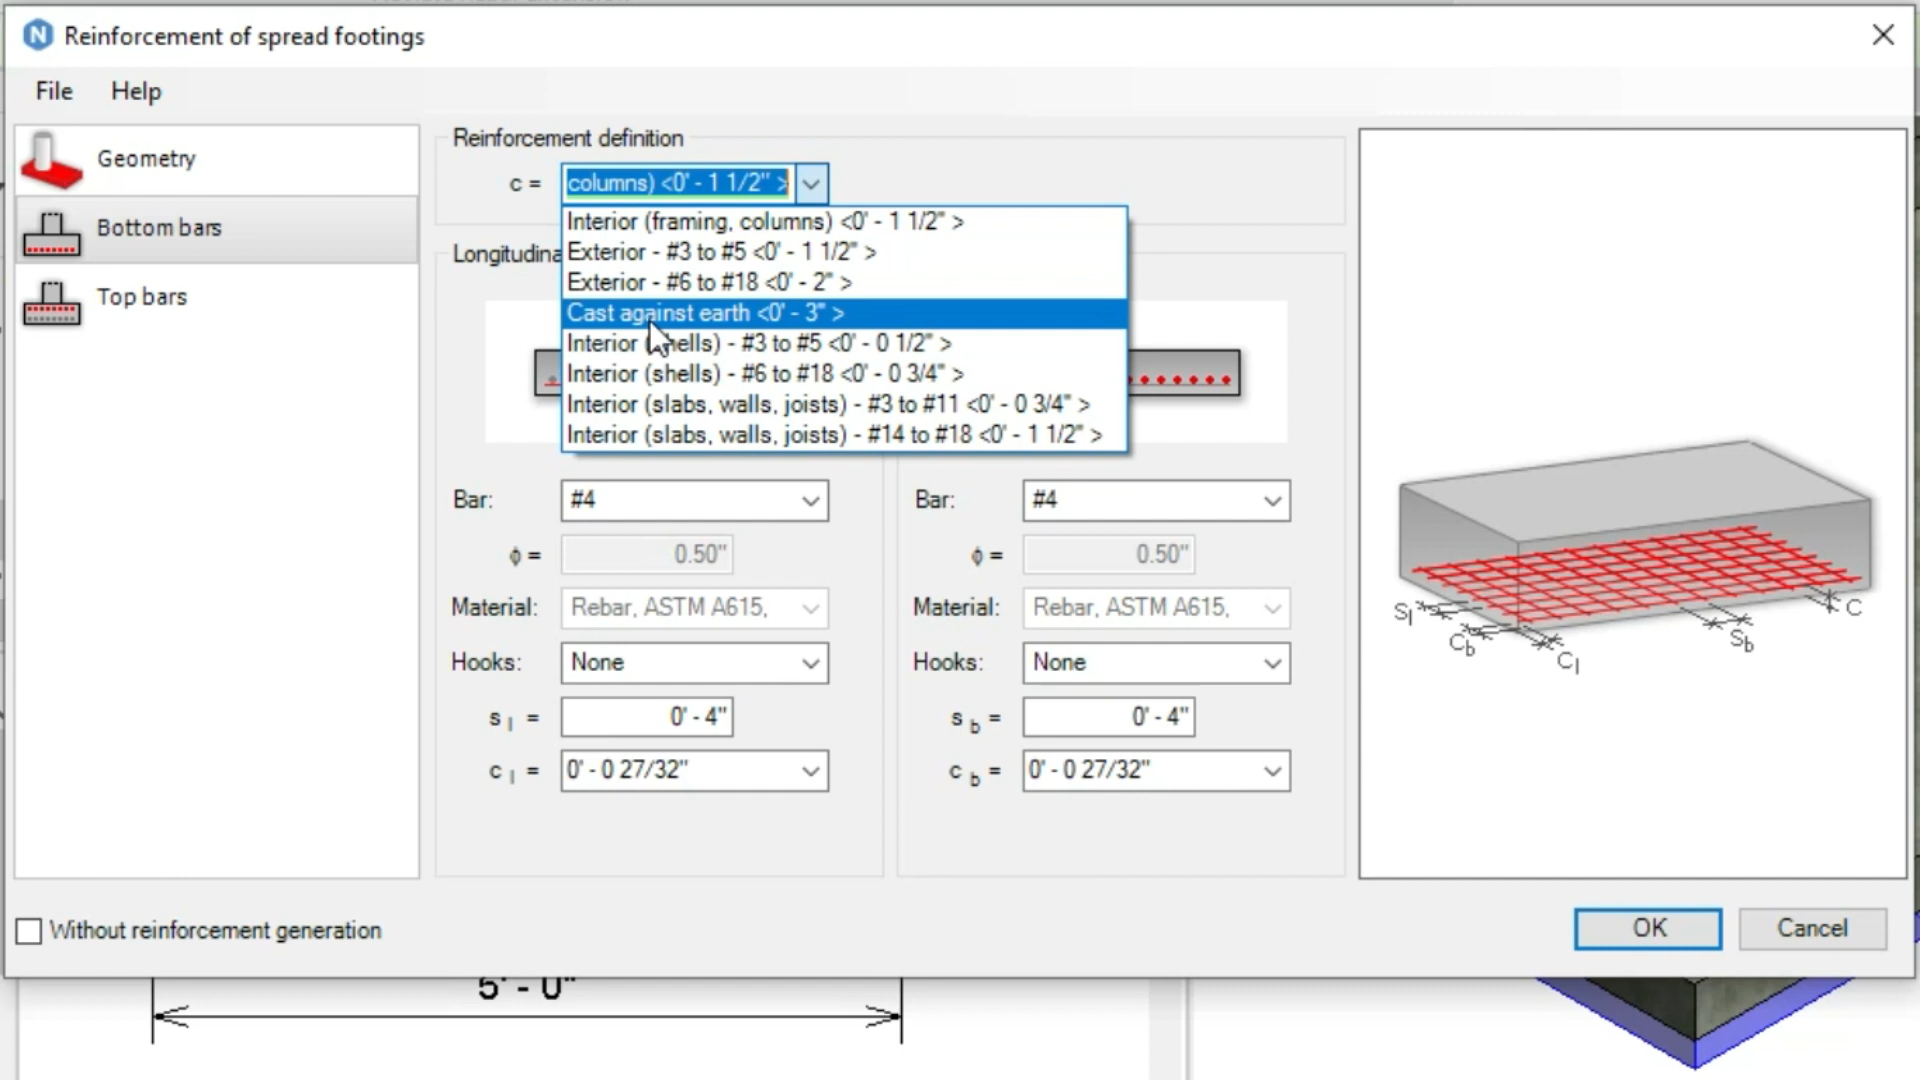 Reinforcement of spread footings
File Help
Geometry
Bottom bars
Top bars
Reinforcement definition
c = columns) <0' - 1 1/2" >
Interior (framing, columns) <0' - 1 1/2" >
Exterior - #3 to #5 <0' - 1 1/2" >
Exterior - #6 to #18 <0' - 2" >
Cast against earth <0' - 3" >
Interior (shells) - #3 to #5 <0' - 0 1/2" >
Interior (shells) - #6 to #18 <0' - 0 3/4" >
Interior (slabs, walls, joists) - #3 to #11 <0' - 0 3/4" >
Interior (slabs, walls, joists) - #14 to #18 <0' - 1 1/2" >
Longitudina
Bar: #4
ϕ = 0.50"
Material: Rebar, ASTM A615,
Hooks: None
s l = 0' - 4"
c l = 0' - 0 27/32"
Bar: #4
ϕ = 0.50"
Material: Rebar, ASTM A615,
Hooks: None
s b = 0' - 4"
c b = 0' - 0 27/32"
Sl
Cb
Cl
Sb
C
Without reinforcement generation
OK Cancel
5' - 0"